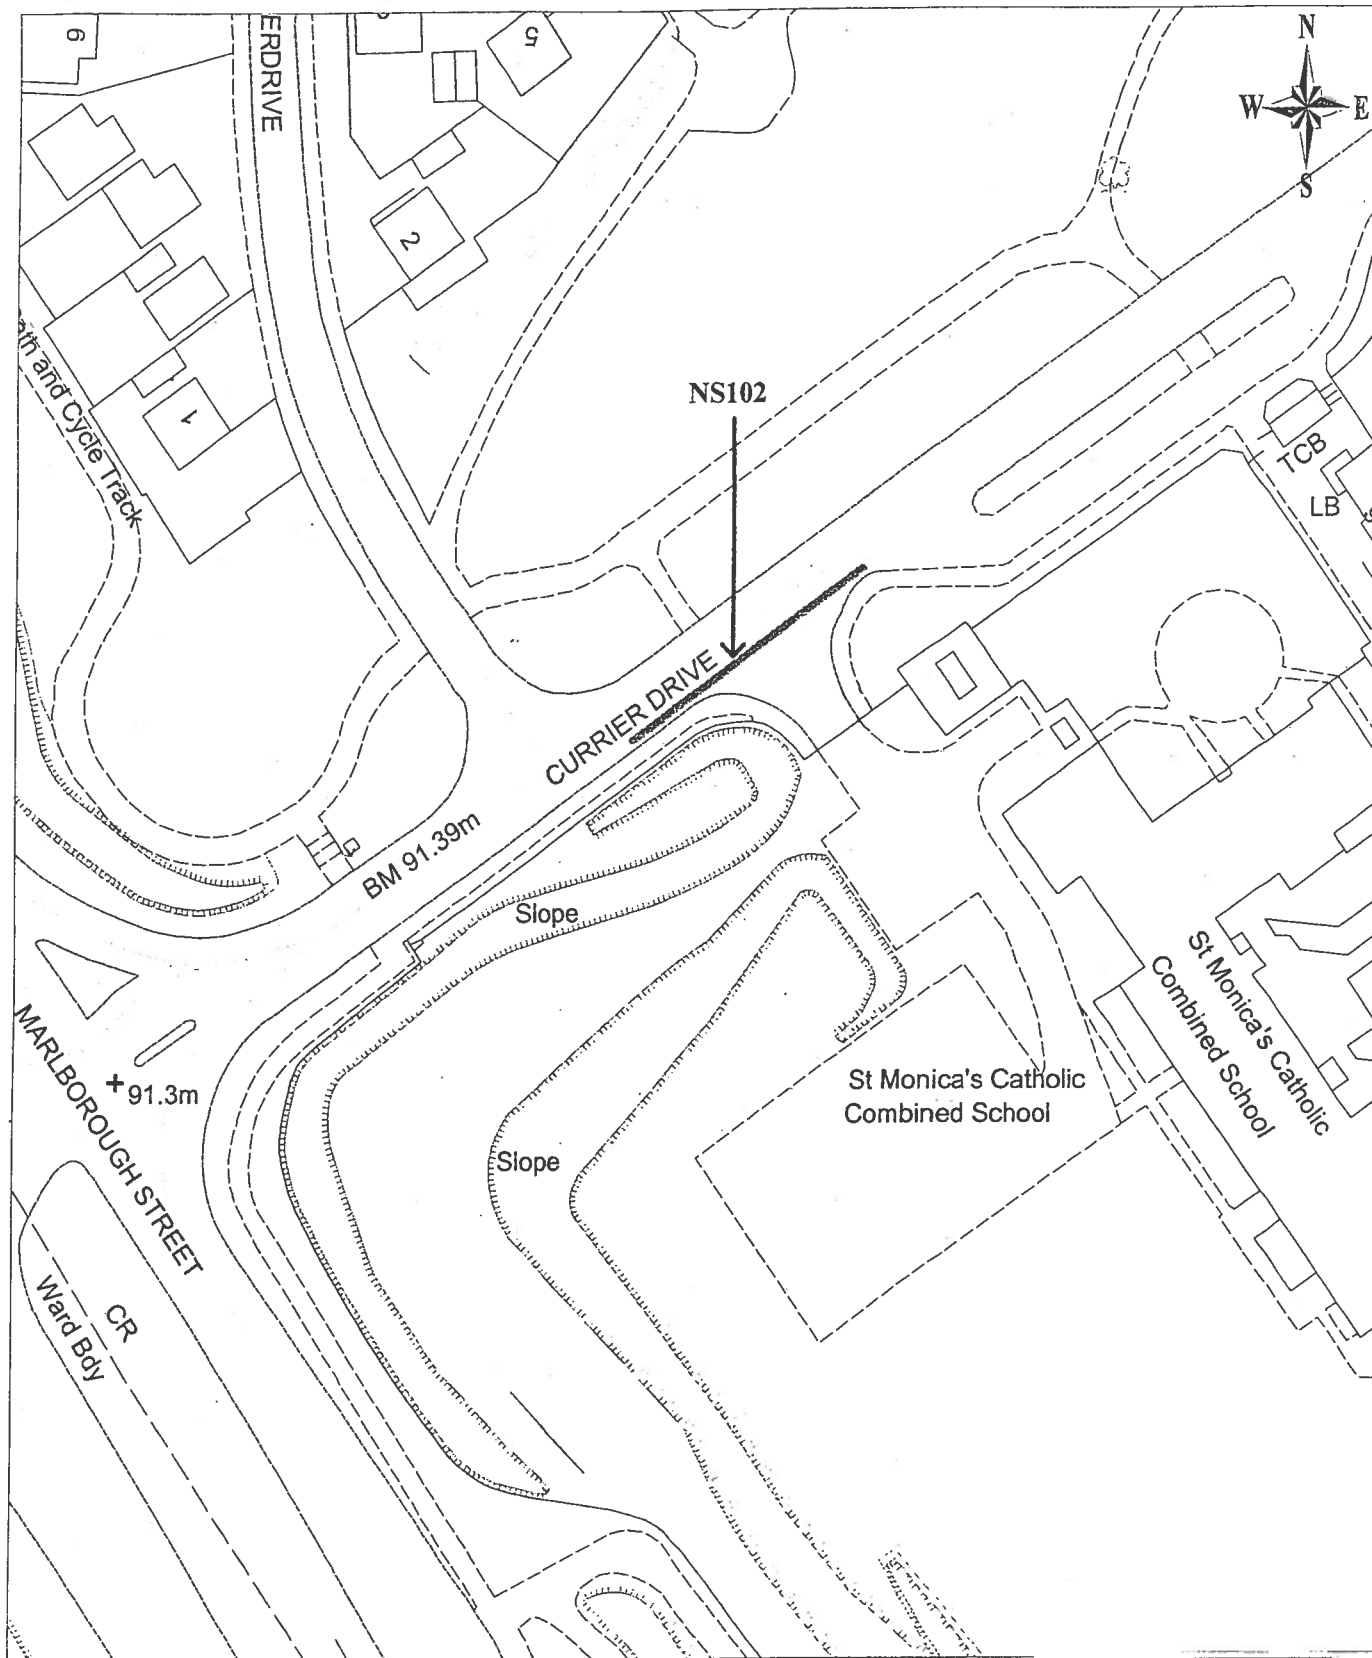 6
ERDRIVE
5
N
W
E
S
2
NS102
ath and Cycle Track
1
TCB
LB
CURRIER DRIVE
BM 91.39m
Slope
St Monica's Catholic
Combined School
MARLBOROUGH STREET
+ 91.3m
St Monica's Catholic
Combined School
Slope
CR
Ward Bdy